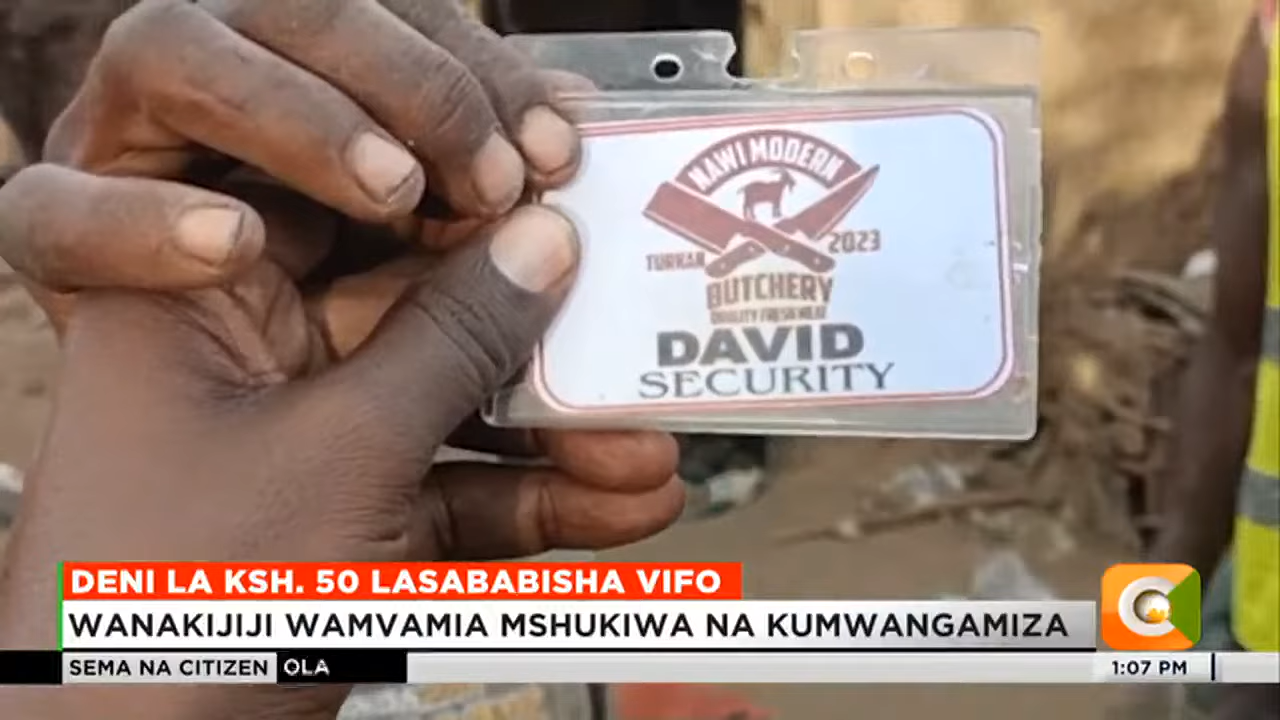 NAWI MODERN
TURKAN 2023
BUTCHERY
QUALITY FRESH MEAT
DAVID
SECURITY
DENI LA KSH. 50 LASABABISHA VIFO
WANAKIJIJI WAMVAMIA MSHUKIWA NA KUMWANGAMIZA
SEMA NA CITIZEN OLA
1:07 PM